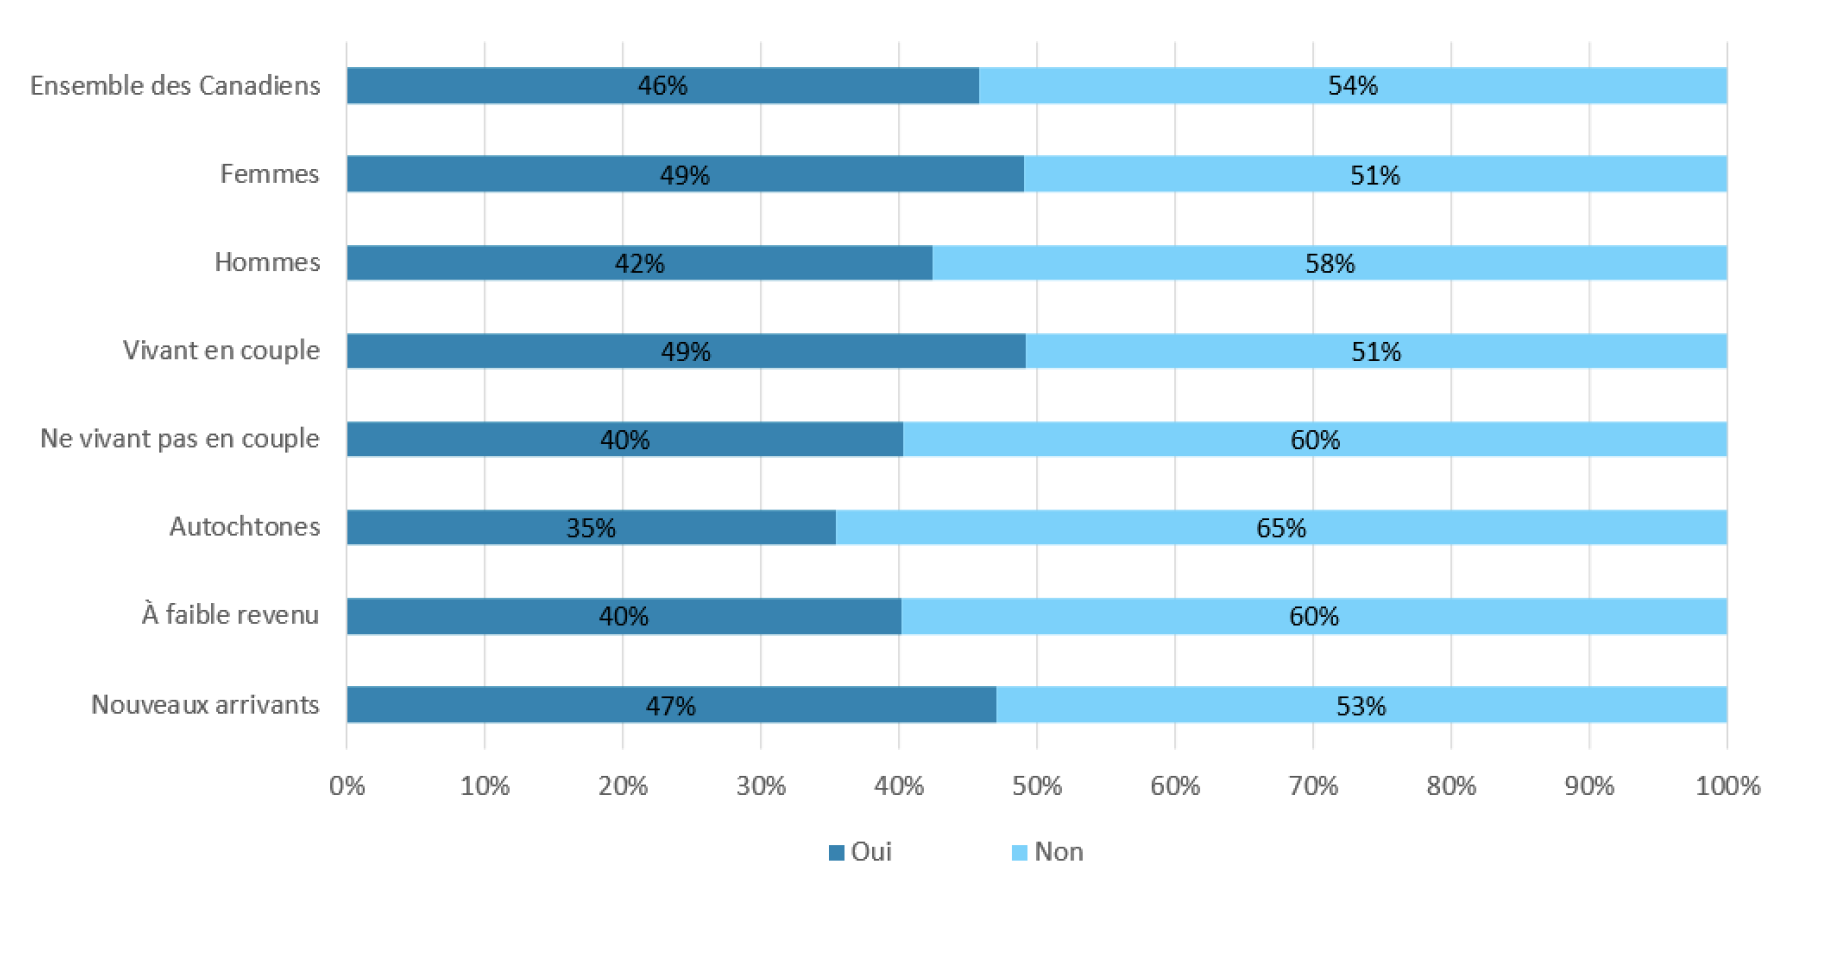 Ensemble des Canadiens 46% 54%
Femmes 49% 51%
Hommes 42% 58%
Vivant en couple 49% 51%
Ne vivant pas en couple 40% 60%
Autochtones 35% 65%
À faible revenu 40% 60%
Nouveaux arrivants 47% 53%
0% 10% 20% 30% 40% 50% 60% 70% 80% 90% 100%
Oui Non